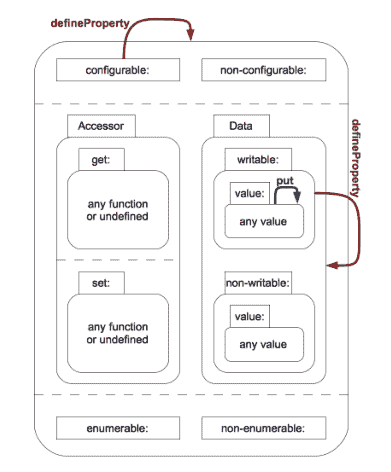 defineProperty
configurable:
non-configurable:
Accessor
Data
get:
any function
or undefined
writable:
put
value:
any value
defineProperty
set:
any function
or undefined
non-writable:
value:
any value
enumerable:
non-enumerable: